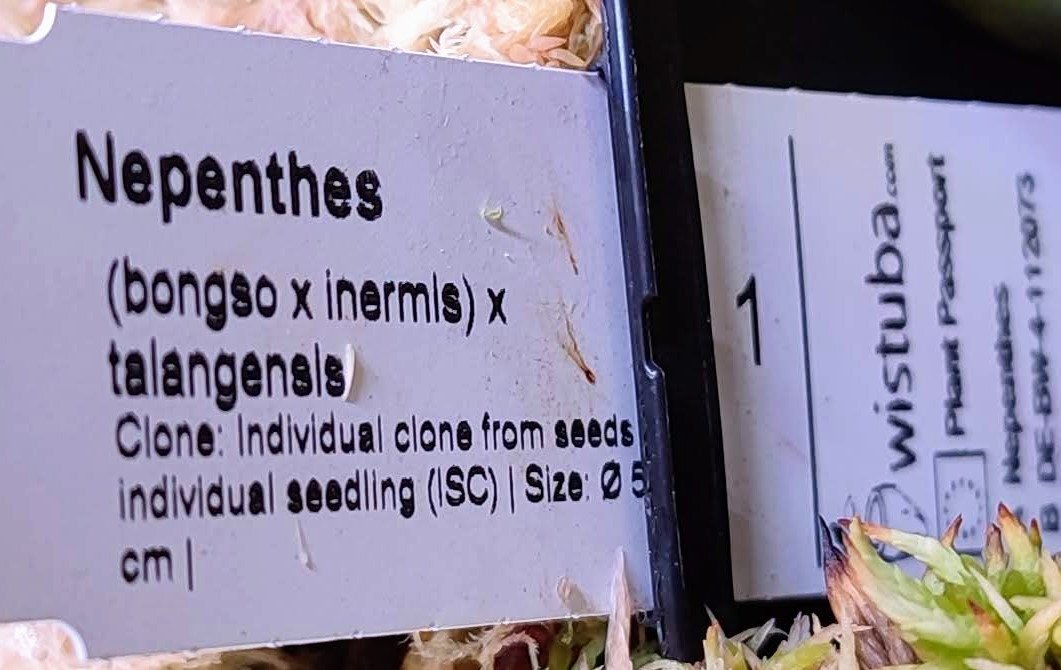 Nepenthes
(bongso x inermis) x
talangensis
Clone: Individual clone from seeds
individual seedling (ISC) | Size: Ø 5
cm |
1
wistuba.com
Plant Passport
Nepenthes
B DE-BW-4-112073